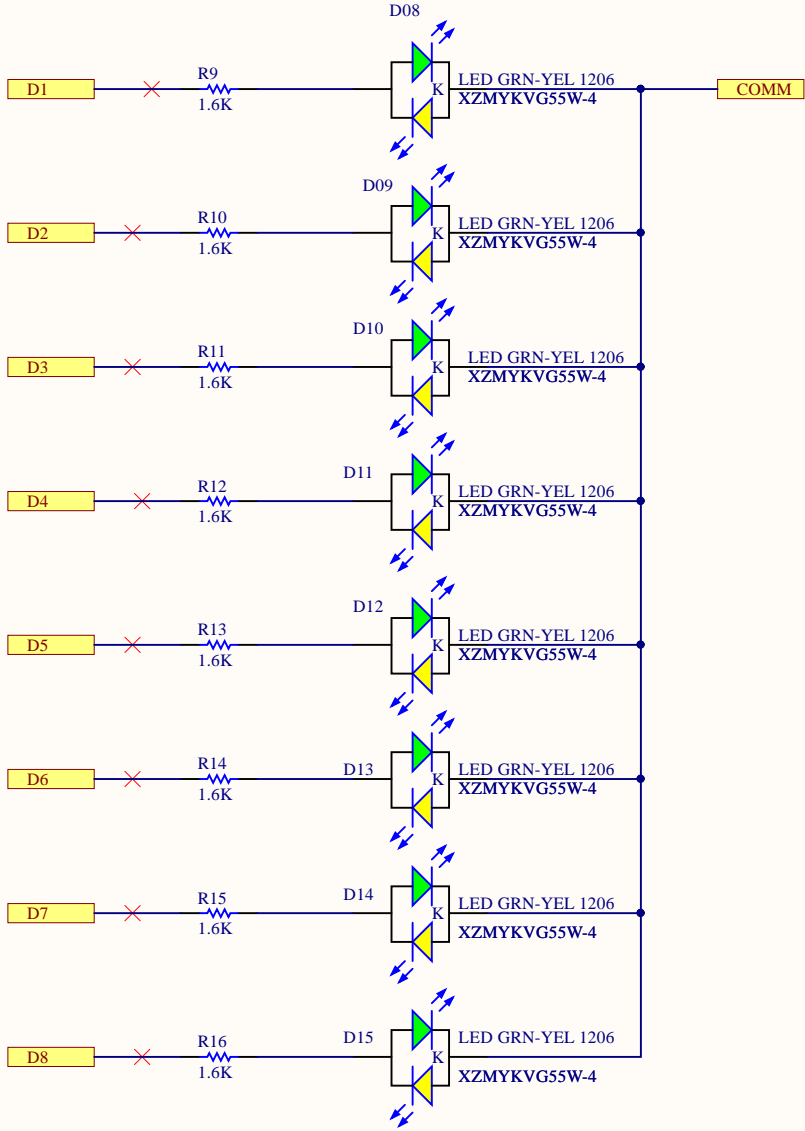 D08
D1
R9
1.6K
K
LED GRN-YEL 1206
XZMYKVG55W-4
COMM
D09
D2
R10
1.6K
K
LED GRN-YEL 1206
XZMYKVG55W-4
D10
D3
R11
1.6K
K
LED GRN-YEL 1206
XZMYKVG55W-4
D11
D4
R12
1.6K
K
LED GRN-YEL 1206
XZMYKVG55W-4
D12
D5
R13
1.6K
K
LED GRN-YEL 1206
XZMYKVG55W-4
D13
D6
R14
1.6K
K
LED GRN-YEL 1206
XZMYKVG55W-4
D14
D7
R15
1.6K
K
LED GRN-YEL 1206
XZMYKVG55W-4
D15
D8
R16
1.6K
K
LED GRN-YEL 1206
XZMYKVG55W-4